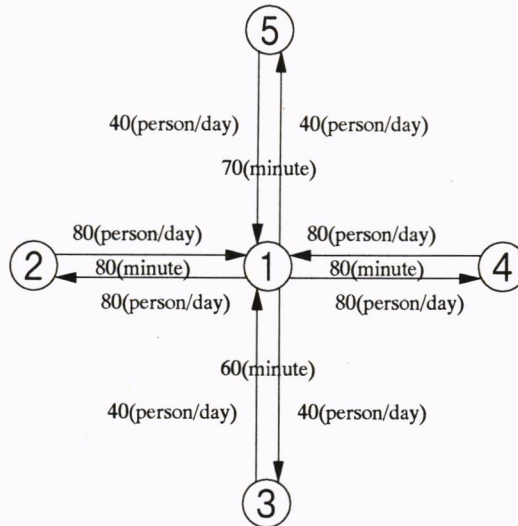 5
40(person/day) 40(person/day)
70(minute)
80(person/day) 80(person/day)
2 80(minute) 1 80(minute) 4
80(person/day) 80(person/day)
60(minute)
40(person/day) 40(person/day)
3